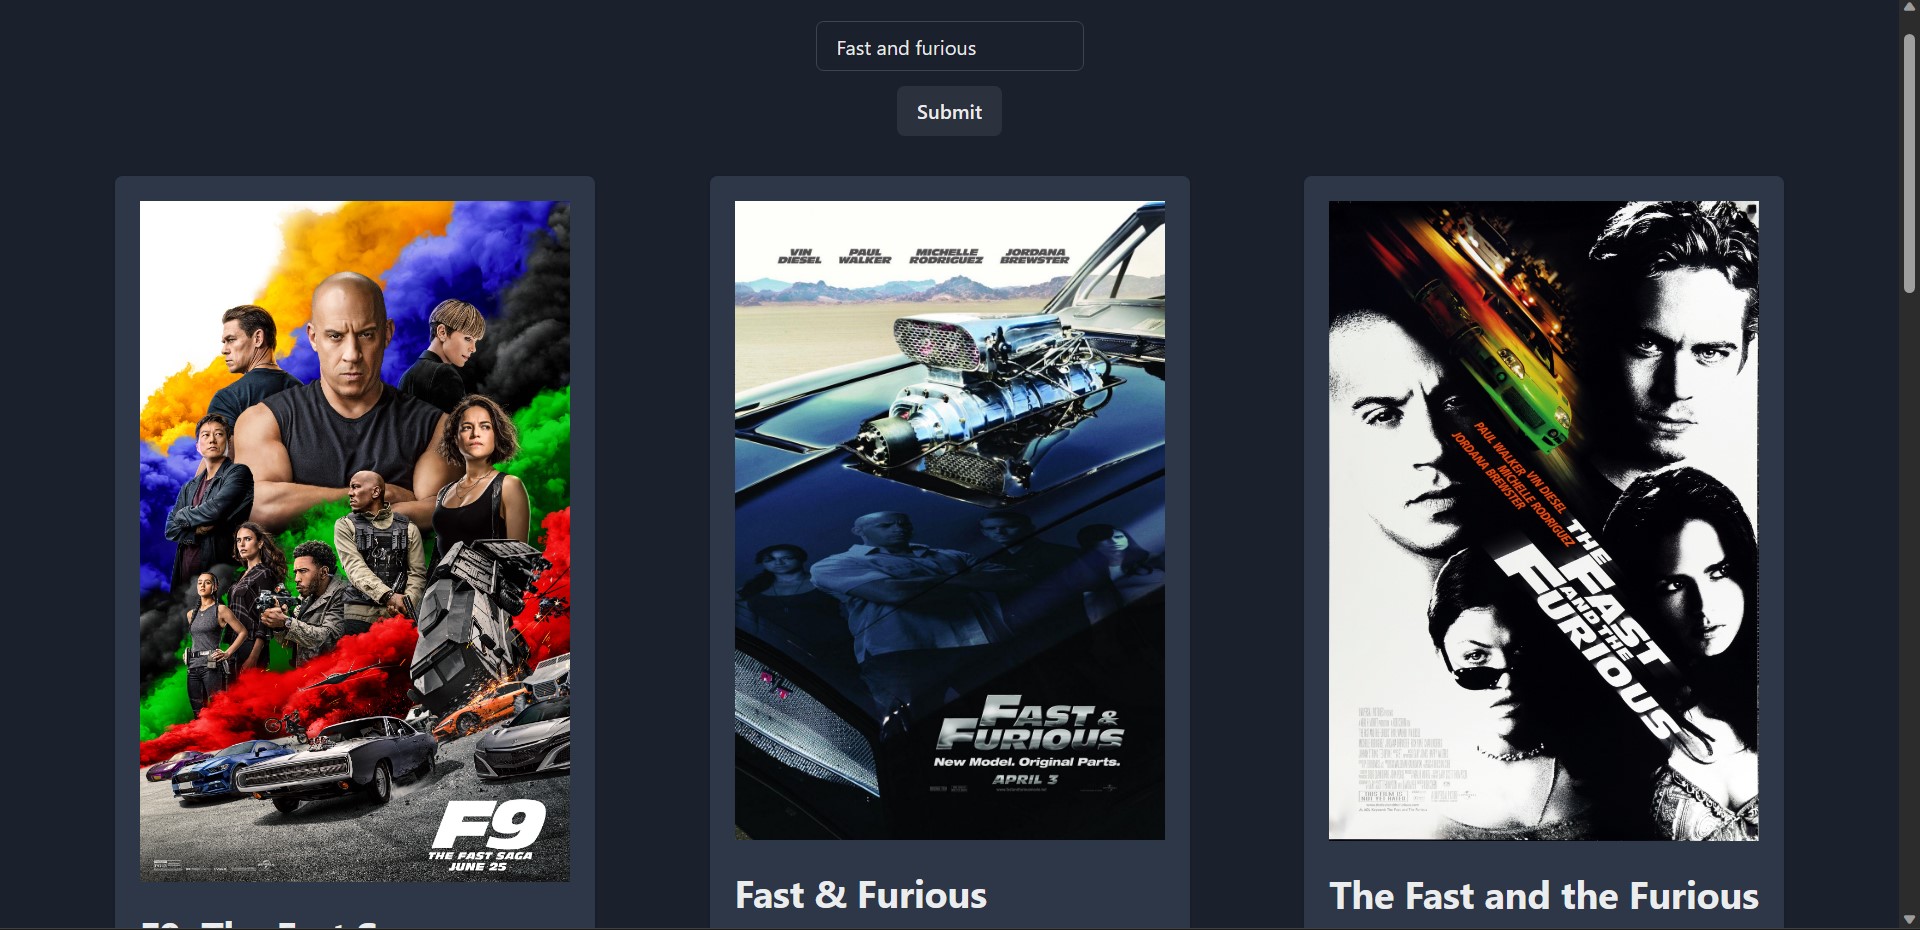 Fast and furious
Submit
F9
THE FAST SAGA
JUNE 25
VIN DIESEL PAUL WALKER MICHELLE RODRIGUEZ JORDANA BREWSTER
FAST &
FURIOUS
New Model. Original Parts.
APRIL 3
Fast & Furious
PAUL WALKER VIN DIESEL
MICHELLE RODRIGUEZ
JORDANA BREWSTER
THE
FAST
AND THE
FURIOUS
The Fast and the Furious